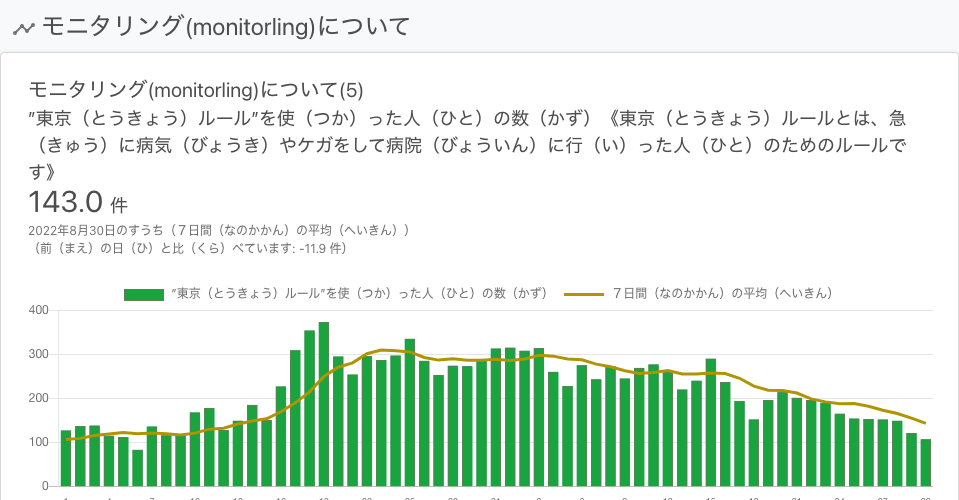 モニタリング(monitorling)について
モニタリング(monitorling)について(5)
”東京（とうきょう）ルール”を使（つか）った人（ひと）の数（かず）《東京（とうきょう）ルールとは、急
（きゅう）に病気（びょうき）やケガをして病院（びょういん）に行（い）った人（ひと）のためのルールで
す》
143.0 件
2022年8月30日のすうち（７日間（なのかかん）の平均（へいきん））
（前（まえ）の日（ひ）と比（くら）べています: -11.9 件）
”東京（とうきょう）ルール”を使（つか）った人（ひと）の数（かず） ７日間（なのかかん）の平均（へいきん）
400
300
200
100
0